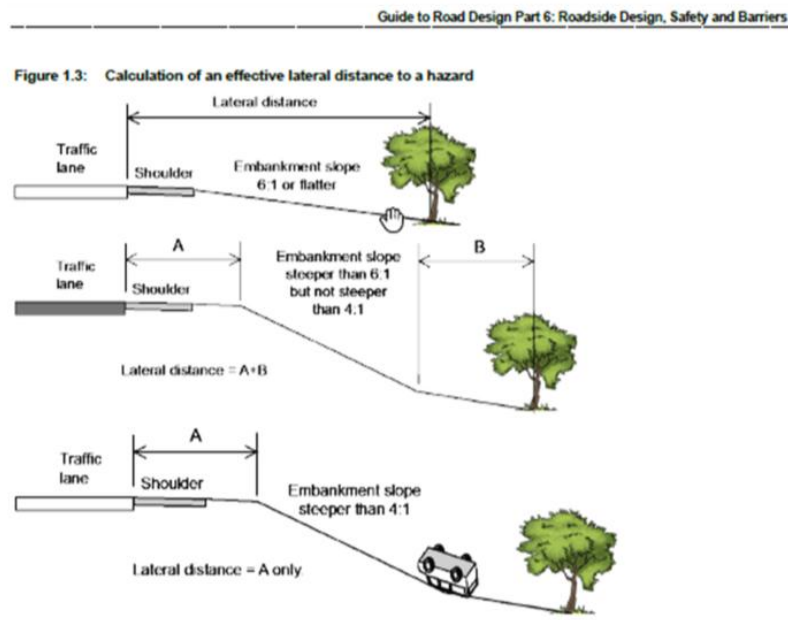 Guide to Road Design Part 6: Roadside Design, Safety and Barriers
Figure 1.3: Calculation of an effective lateral distance to a hazard
Lateral distance
Traffic
lane
Shoulder
Embankment slope
6:1 or flatter
A
B
Traffic
lane
Shoulder
Embankment slope
steeper than 6:1
but not steeper
than 4:1
Lateral distance = A+B
A
Traffic
lane
Shoulder
Embankment slope
steeper than 4:1
Lateral distance = A only